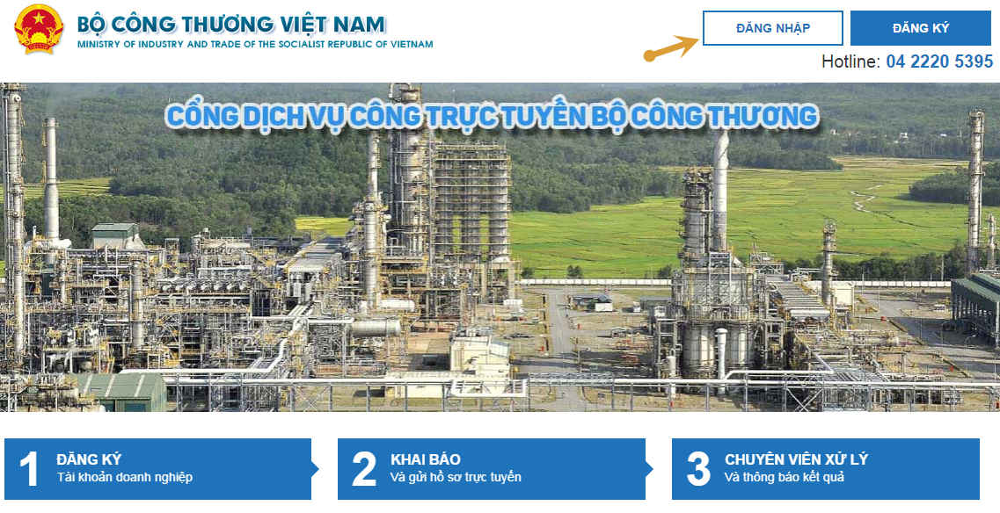 BỘ CÔNG THƯƠNG VIỆT NAM
MINISTRY OF INDUSTRY AND TRADE OF THE SOCIALIST REPUBLIC OF VIETNAM
ĐĂNG NHẬP
ĐĂNG KÝ
Hotline: 04 2220 5395
CỔNG DỊCH VỤ CÔNG TRỰC TUYẾN BỘ CÔNG THƯƠNG
1 ĐĂNG KÝ
Tài khoản doanh nghiệp
2 KHAI BÁO
Và gửi hồ sơ trực tuyến
3 CHUYÊN VIÊN XỬ LÝ
Và thông báo kết quả